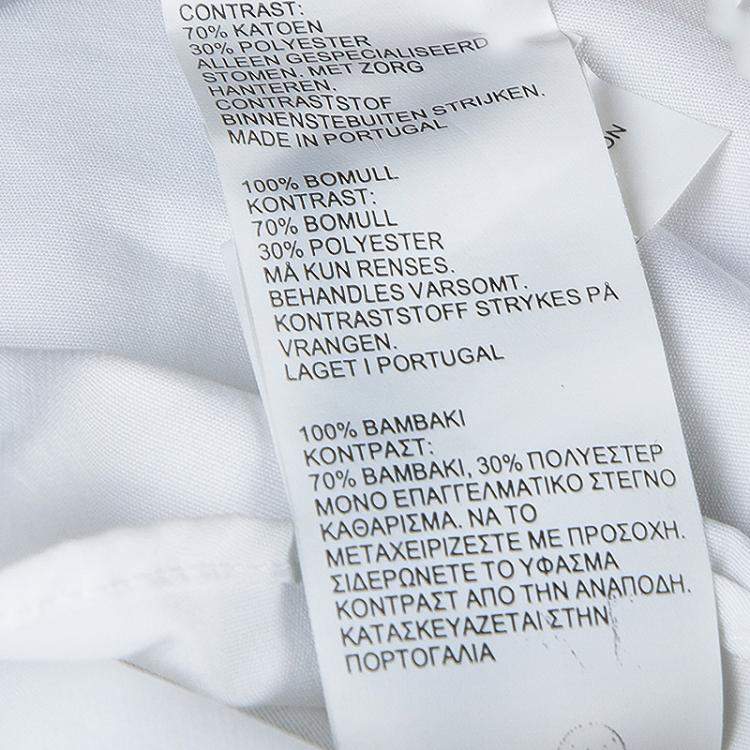 CONTRAST:
70% KATOEN
30% POLYESTER
ALLEEN GESPECIALISEERD
STOMEN. MET ZORG
HANTEREN.
CONTRASTSTOF
BINNENSTEBUITEN STRIJKEN.
MADE IN PORTUGAL
100% BOMULL
KONTRAST:
70% BOMULL
30% POLYESTER
MÅ KUN RENSES.
BEHANDLES VARSOMT.
KONTRASTSTOFF STRYKES PÅ
VRANGEN.
LAGET I PORTUGAL
100% ΒΑΜΒΑΚΙ
ΚΟΝΤΡΑΣΤ:
70% ΒΑΜΒΑΚΙ, 30% ΠΟΛΥΕΣΤΕΡ
ΜΟΝΟ ΕΠΑΓΓΕΛΜΑΤΙΚΟ ΣΤΕΓΝΟ
ΚΑΘΑΡΙΣΜΑ. ΝΑ ΤΟ
ΜΕΤΑΧΕΙΡΙΖΕΣΤΕ ΜΕ ΠΡΟΣΟΧΗ.
ΣΙΔΕΡΩΝΕΤΕ ΤΟ ΥΦΑΣΜΑ
ΚΟΝΤΡΑΣΤ ΑΠΟ ΤΗΝ ΑΝΑΠΟΔΗ.
ΚΑΤΑΣΚΕΥΑΖΕΤΑΙ ΣΤΗΝ
ΠΟΡΤΟΓΑΛΙΑ